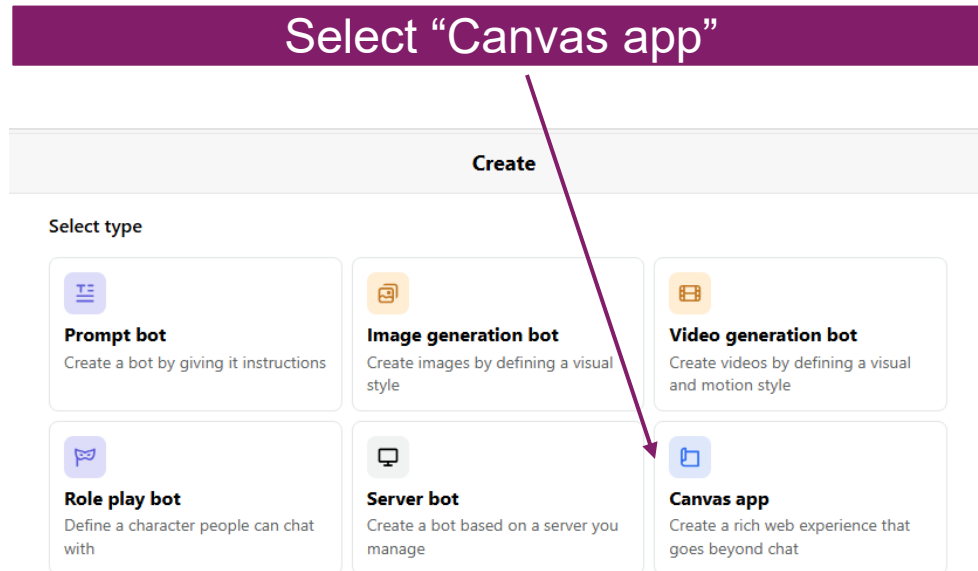 Select “Canvas app”
Create
Select type
Prompt bot
Create a bot by giving it instructions
Image generation bot
Create images by defining a visual
style
Video generation bot
Create videos by defining a visual
and motion style
Role play bot
Define a character people can chat
with
Server bot
Create a bot based on a server you
manage
Canvas app
Create a rich web experience that
goes beyond chat